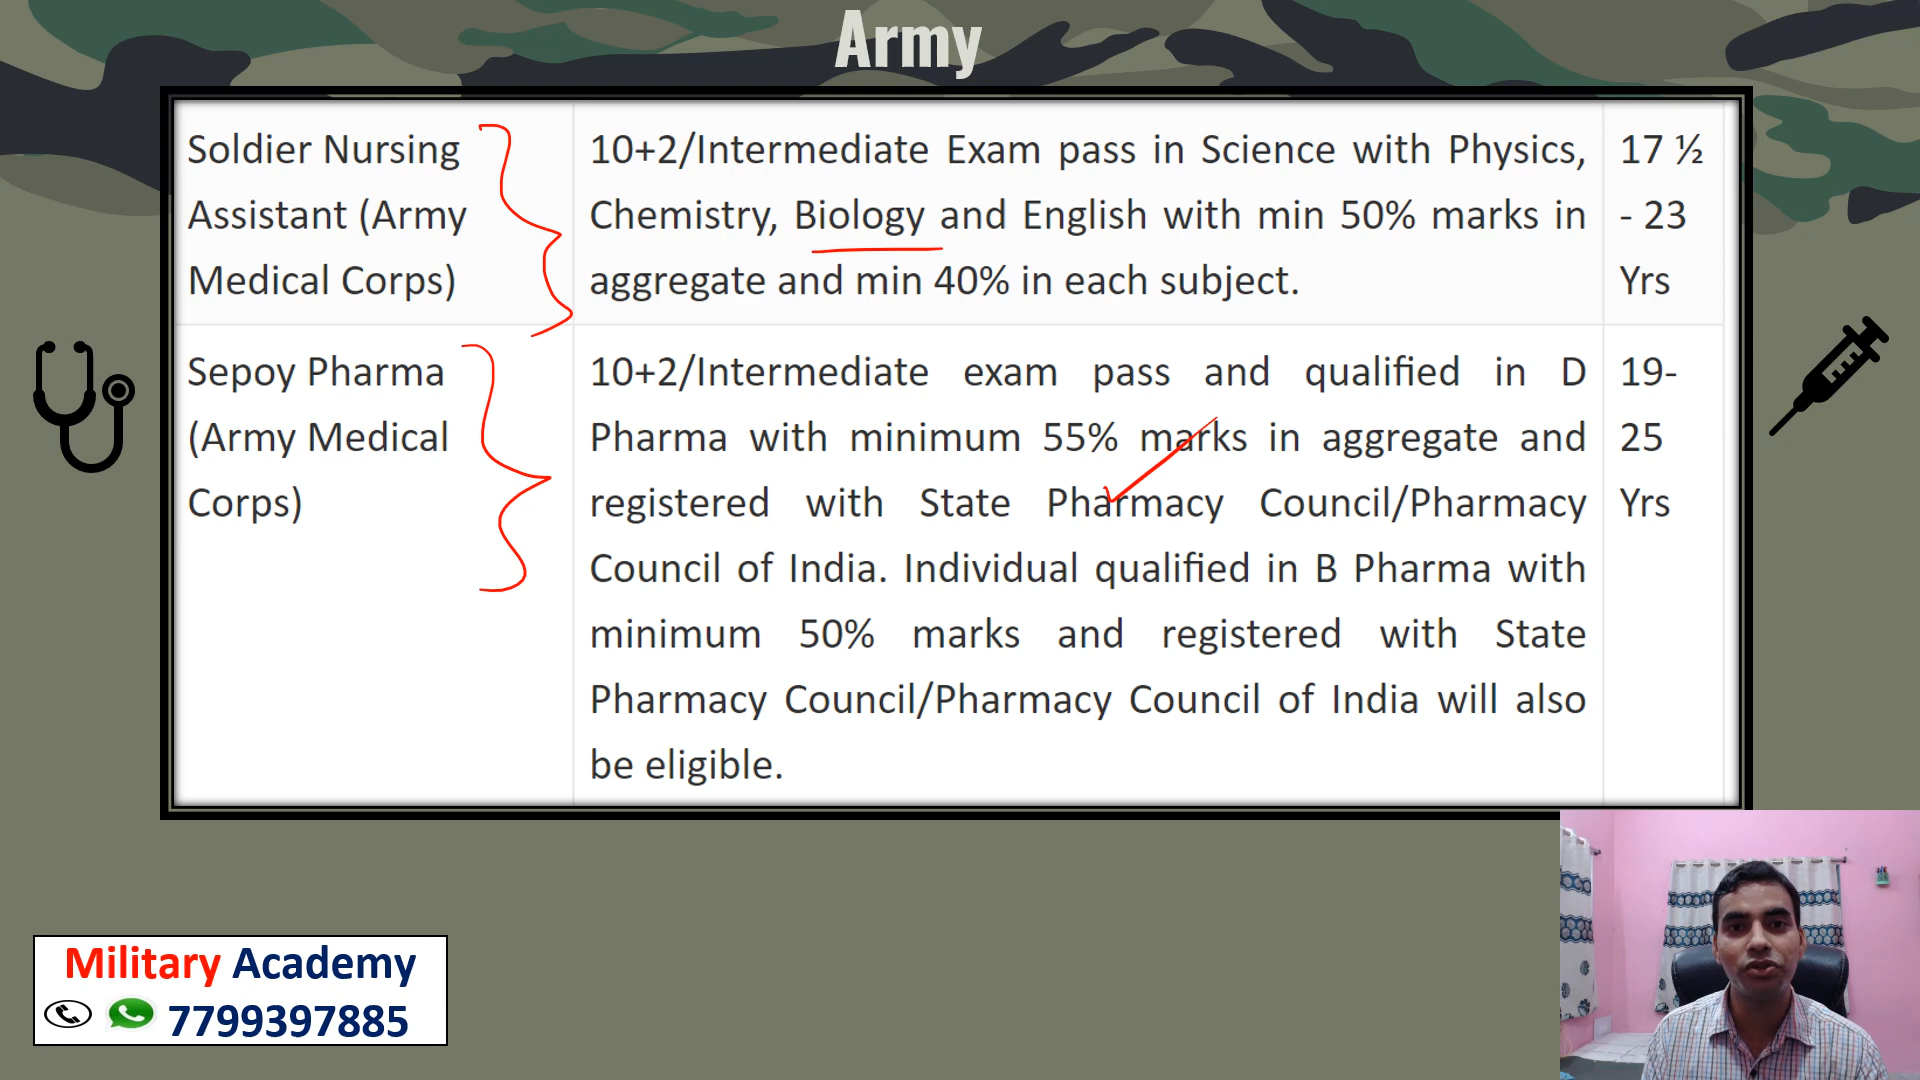 Army
Soldier Nursing
Assistant (Army
Medical Corps)
10+2/Intermediate Exam pass in Science with Physics,
Chemistry, Biology and English with min 50% marks in
aggregate and min 40% in each subject.
17 ½
- 23
Yrs
Sepoy Pharma
(Army Medical
Corps)
10+2/Intermediate exam pass and qualified in D
Pharma with minimum 55% marks in aggregate and
registered with State Pharmacy Council/Pharmacy
Council of India. Individual qualified in B Pharma with
minimum 50% marks and registered with State
Pharmacy Council/Pharmacy Council of India will also
be eligible.
19-
25
Yrs
Military Academy
7799397885